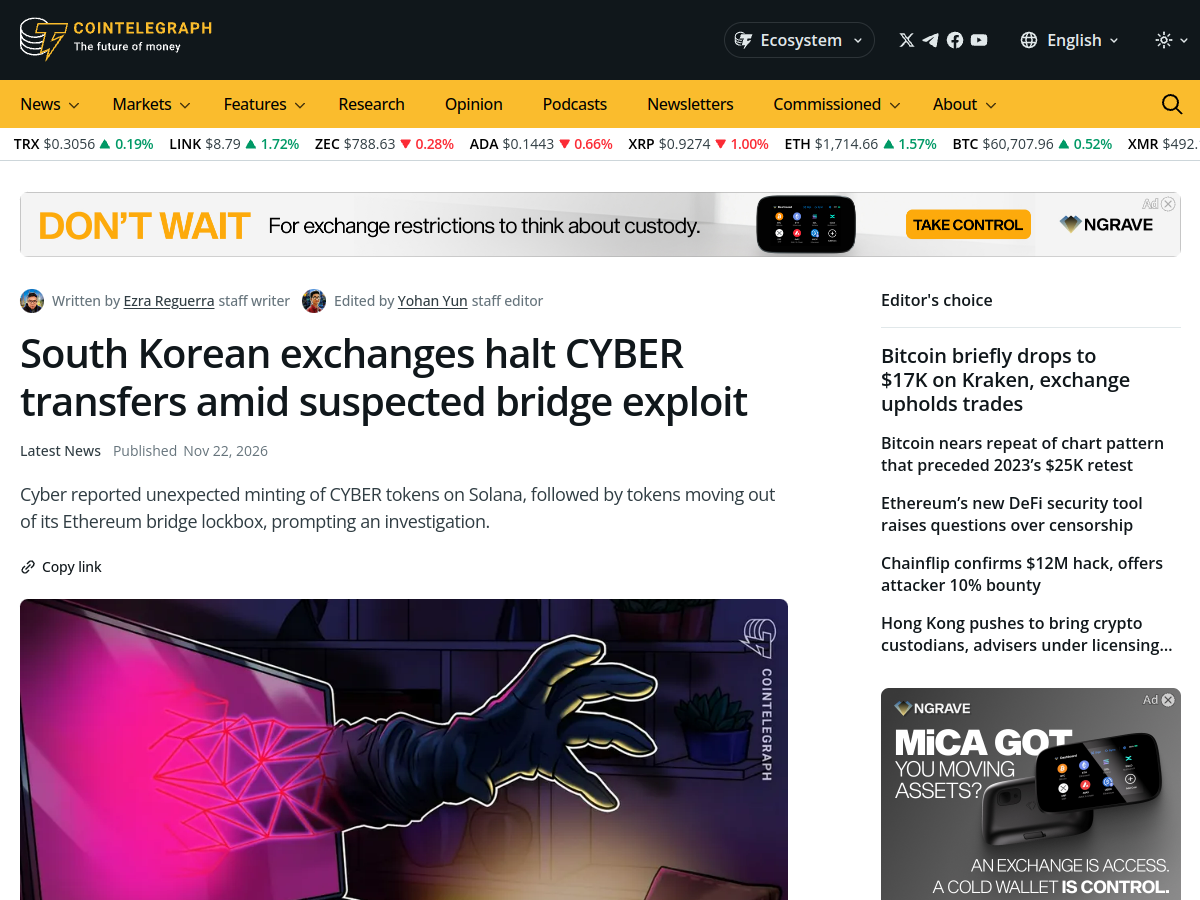 COINTELEGRAPH
The future of money
Ecosystem
English
News
Markets
Features
Research
Opinion
Podcasts
Newsletters
Commissioned
About
TRX $0.3056 ▲ 0.19% LINK $8.79 ▲ 1.72% ZEC $788.63 ▼ 0.28% ADA $0.1443 ▼ 0.66% XRP $0.9274 ▼ 1.00% ETH $1,714.66 ▲ 1.57% BTC $60,707.96 ▲ 0.52% XMR $492.
DON'T WAIT For exchange restrictions to think about custody. TAKE CONTROL NGRAVE
Ad
Written by Ezra Reguerra staff writer Edited by Yohan Yun staff editor
South Korean exchanges halt CYBER
transfers amid suspected bridge exploit
Latest News Published Nov 22, 2026
Cyber reported unexpected minting of CYBER tokens on Solana, followed by tokens moving out
of its Ethereum bridge lockbox, prompting an investigation.
Copy link
COINTELEGRAPH
Editor's choice
Bitcoin briefly drops to
$17K on Kraken, exchange
upholds trades
Bitcoin nears repeat of chart pattern
that preceded 2023’s $25K retest
Ethereum’s new DeFi security tool
raises questions over censorship
Chainflip confirms $12M hack, offers
attacker 10% bounty
Hong Kong pushes to bring crypto
custodians, advisers under licensing...
Ad
NGRAVE
MiCA GOT
YOU MOVING
ASSETS?
AN EXCHANGE IS ACCESS.
A COLD WALLET IS CONTROL.